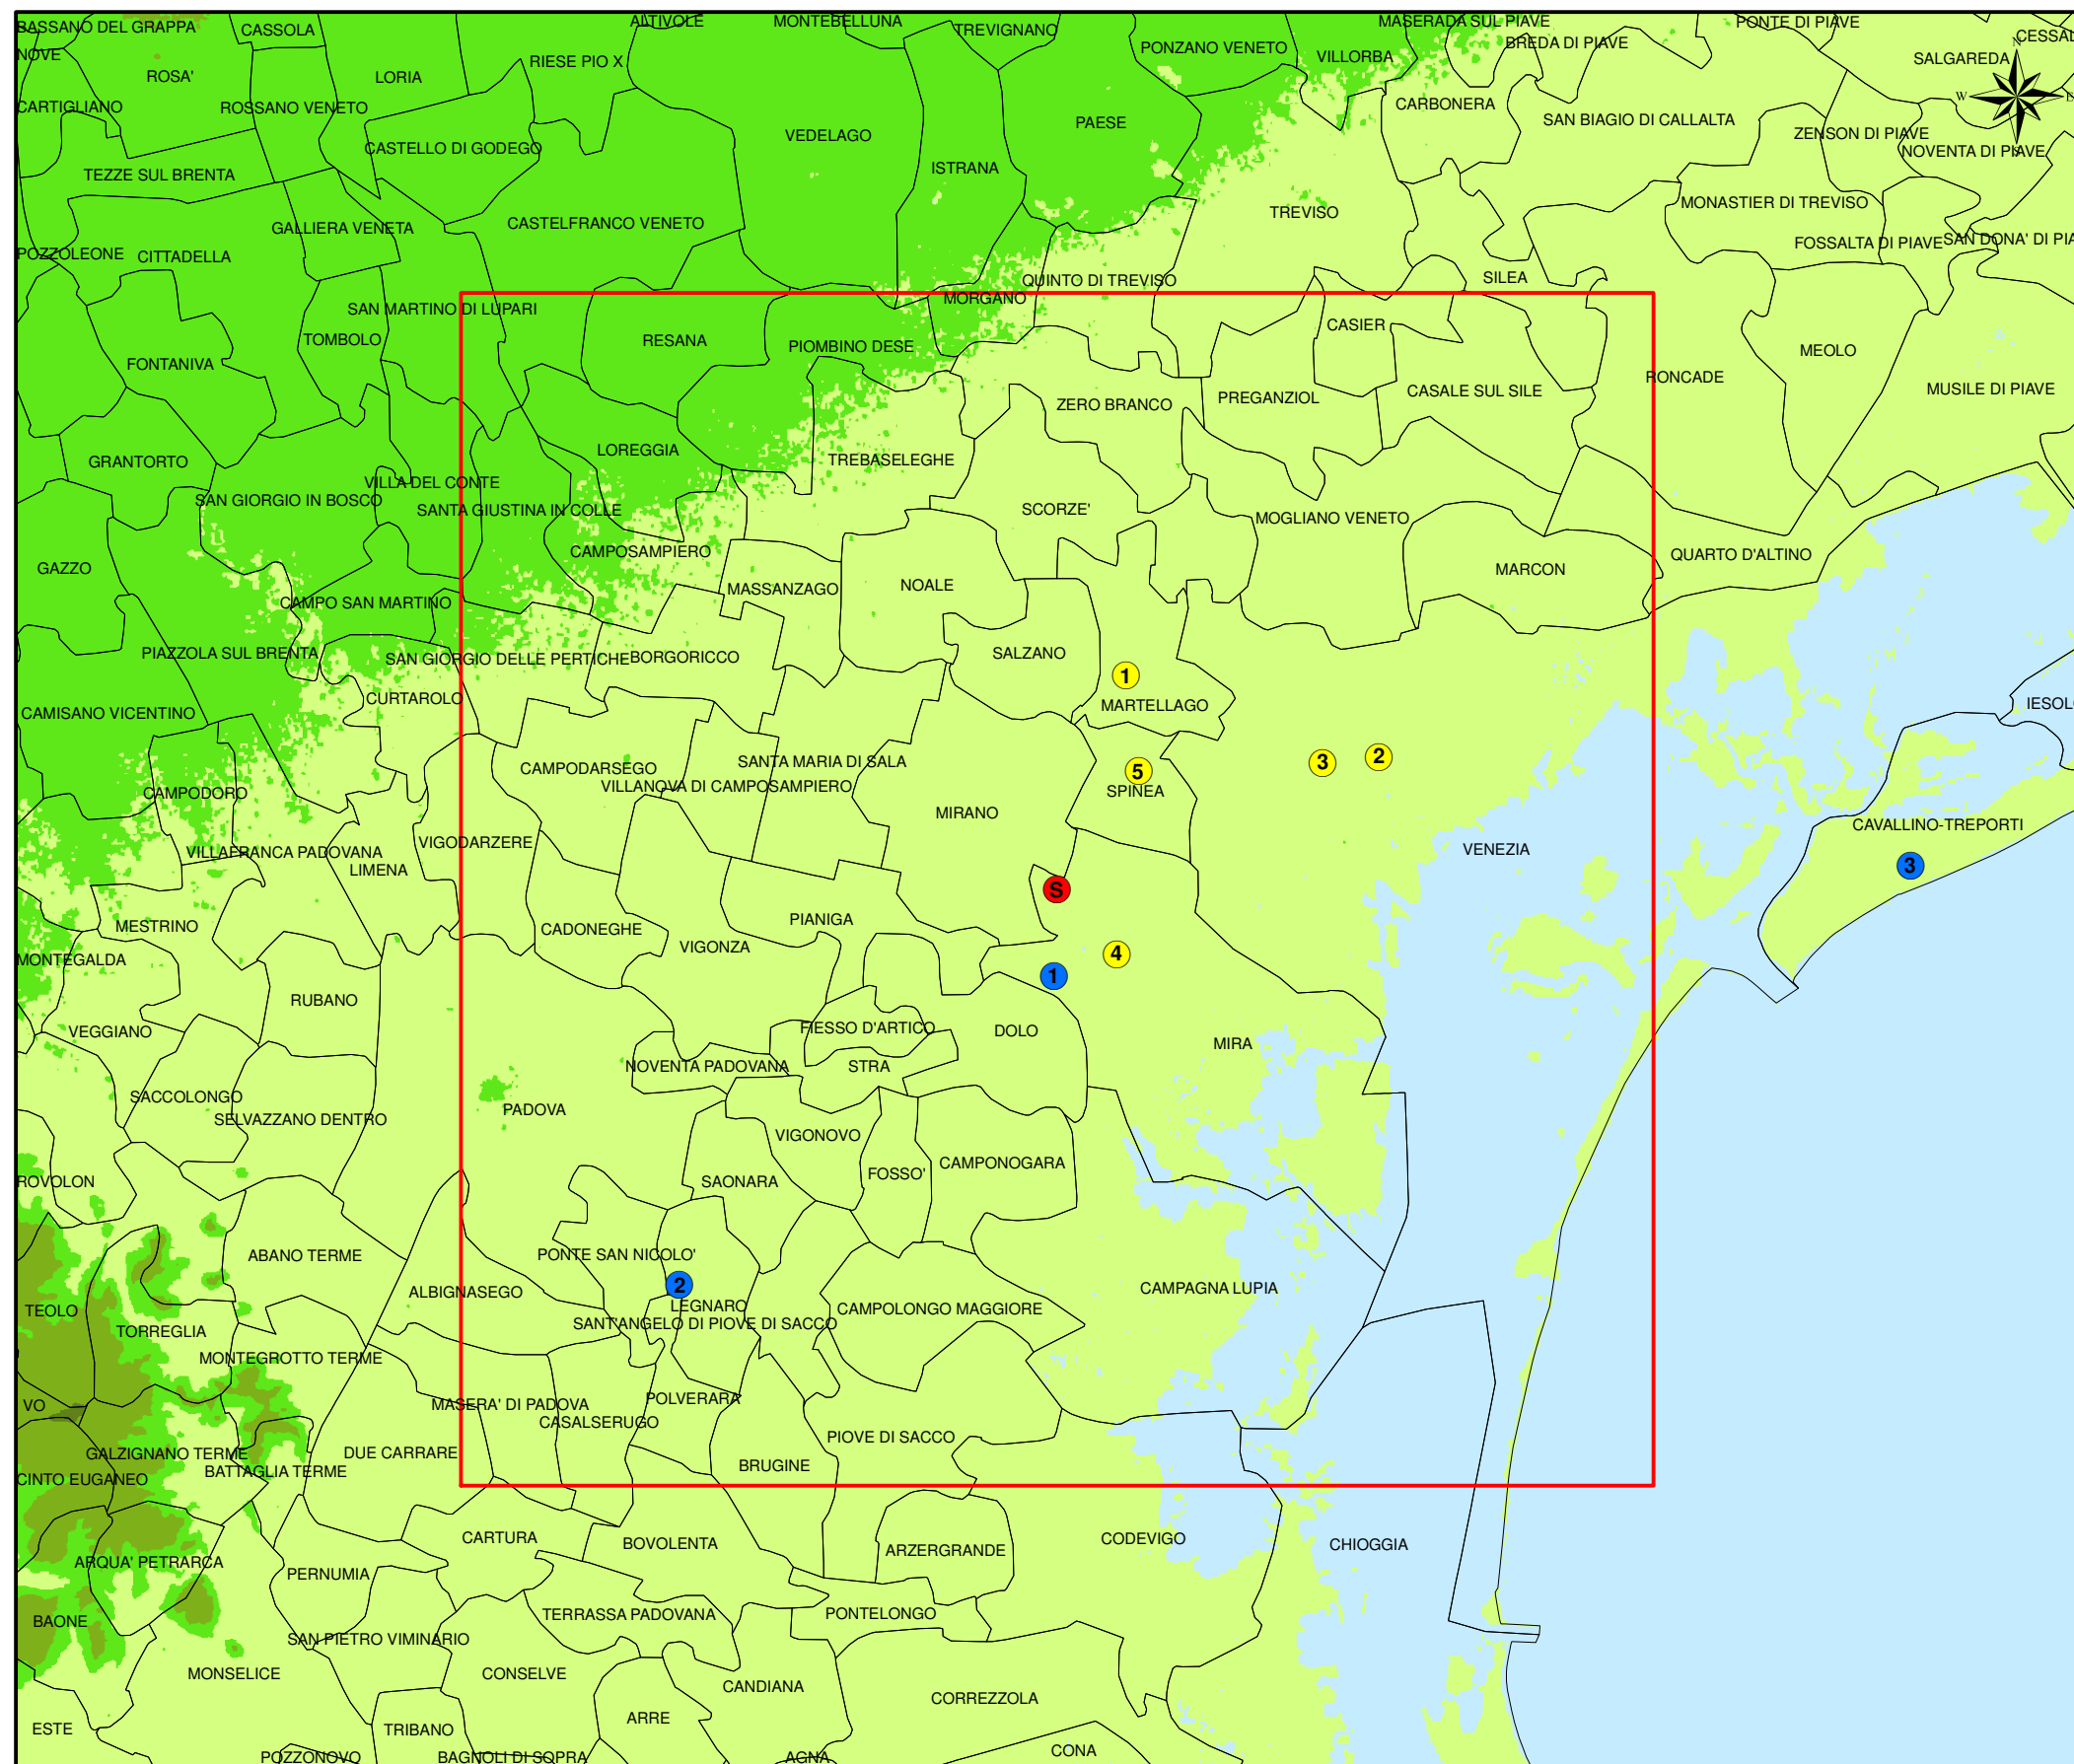 BASSANO DEL GRAPPA
CASSOLA
ALTIVOLE
MONTEBELLUNA
TREVIGNANO
MASERADA SUL PIAVE
PONTE DI PIAVE
NOVE
ROSA'
LORIA
RIESE PIO X
PONZANO VENETO
VILLORBA
BREDA DI PIAVE
SALGAREDA
CESSAL
N
W
E
S
CARTIGLIANO
ROSSANO VENETO
CASTELLO DI GODEGO
VEDELAGO
PAESE
CARBONERA
SAN BIAGIO DI CALLALTA
ZENSON DI PIAVE
NOVENTA DI PIAVE
TEZZE SUL BRENTA
ISTRANA
GALLIERA VENETA
CASTELFRANCO VENETO
TREVISO
MONASTIER DI TREVISO
POZZOLEONE
CITTADELLA
FOSSALTA DI PIAVE
SAN DONA' DI PIA
QUINTO DI TREVISO
SILEA
SAN MARTINO DI LUPARI
MORGANO
TOMBOLO
RESANA
PIOMBINO DESE
CASIER
FONTANIVA
MEOLO
RONCADE
ZERO BRANCO
PREGANZIOL
CASALE SUL SILE
MUSILE DI PIAVE
GRANTORTO
LOREGGIA
TREBASELEGHE
VILLA DEL CONTE
SAN GIORGIO IN BOSCO
SANTA GIUSTINA IN COLLE
SCORZE'
MOGLIANO VENETO
GAZZO
CAMPOSAMPIERO
MASSANZAGO
NOALE
MARCON
QUARTO D'ALTINO
CAMPO SAN MARTINO
PIAZZOLA SUL BRENTA
SAN GIORGIO DELLE PERTICHE
BORGORICCO
SALZANO
1
MARTELLAGO
CURTAROLO
CAMISANO VICENTINO
IESOL
CAMPODARSEGO
SANTA MARIA DI SALA
VILLANOVA DI CAMPOSAMPIERO
5
SPINEA
3
2
CAMPODORO
MIRANO
CAVALLINO-TREPORTI
3
VIGODARZERE
VILLAFRANCA PADOVANA
LIMENA
VENEZIA
S
MESTRINO
CADONEGHE
VIGONZA
PIANIGA
4
1
MONTEGALDA
RUBANO
VEGGIANO
FIESSO D'ARTICO
DOLO
MIRA
NOVENTA PADOVANA
STRA
SACCOLONGO
SELVAZZANO DENTRO
PADOVA
VIGONOVO
ROVOLON
SAONARA
FOSSO'
CAMPONOGARA
ABANO TERME
PONTE SAN NICOLO'
2
ALBIGNASEGO
LEGNARO
SANT'ANGELO DI PIOVE DI SACCO
CAMPOLONGO MAGGIORE
CAMPAGNA LUPIA
TEOLO
TORREGLIA
MONTEGROTTO TERME
VO
MASERA' DI PADOVA
POLVERARA
CASALSERUGO
PIOVE DI SACCO
GALZIGNANO TERME
DUE CARRARE
BRUGINE
CINTO EUGANEO
BATTAGLIA TERME
CARTURA
BOVOLENTA
ARZERGRANDE
CODEVIGO
CHIOGGIA
ARQUA' PETRARCA
PERNUMIA
BAONE
TERRASSA PADOVANA
PONTELONGO
SAN PIETRO VIMINARIO
MONSELICE
CONSELVE
CANDIANA
CORREZZOLA
ESTE
TRIBANO
ARRE
POZZONOVO
BAGNOLI DI SOPRA
AGNA
CONA